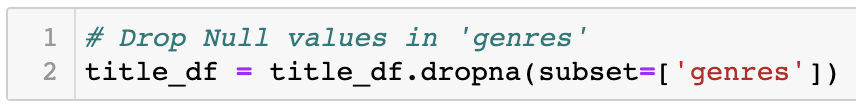 1 # Drop Null values in 'genres'
2 title_df = title_df.dropna(subset=['genres'])